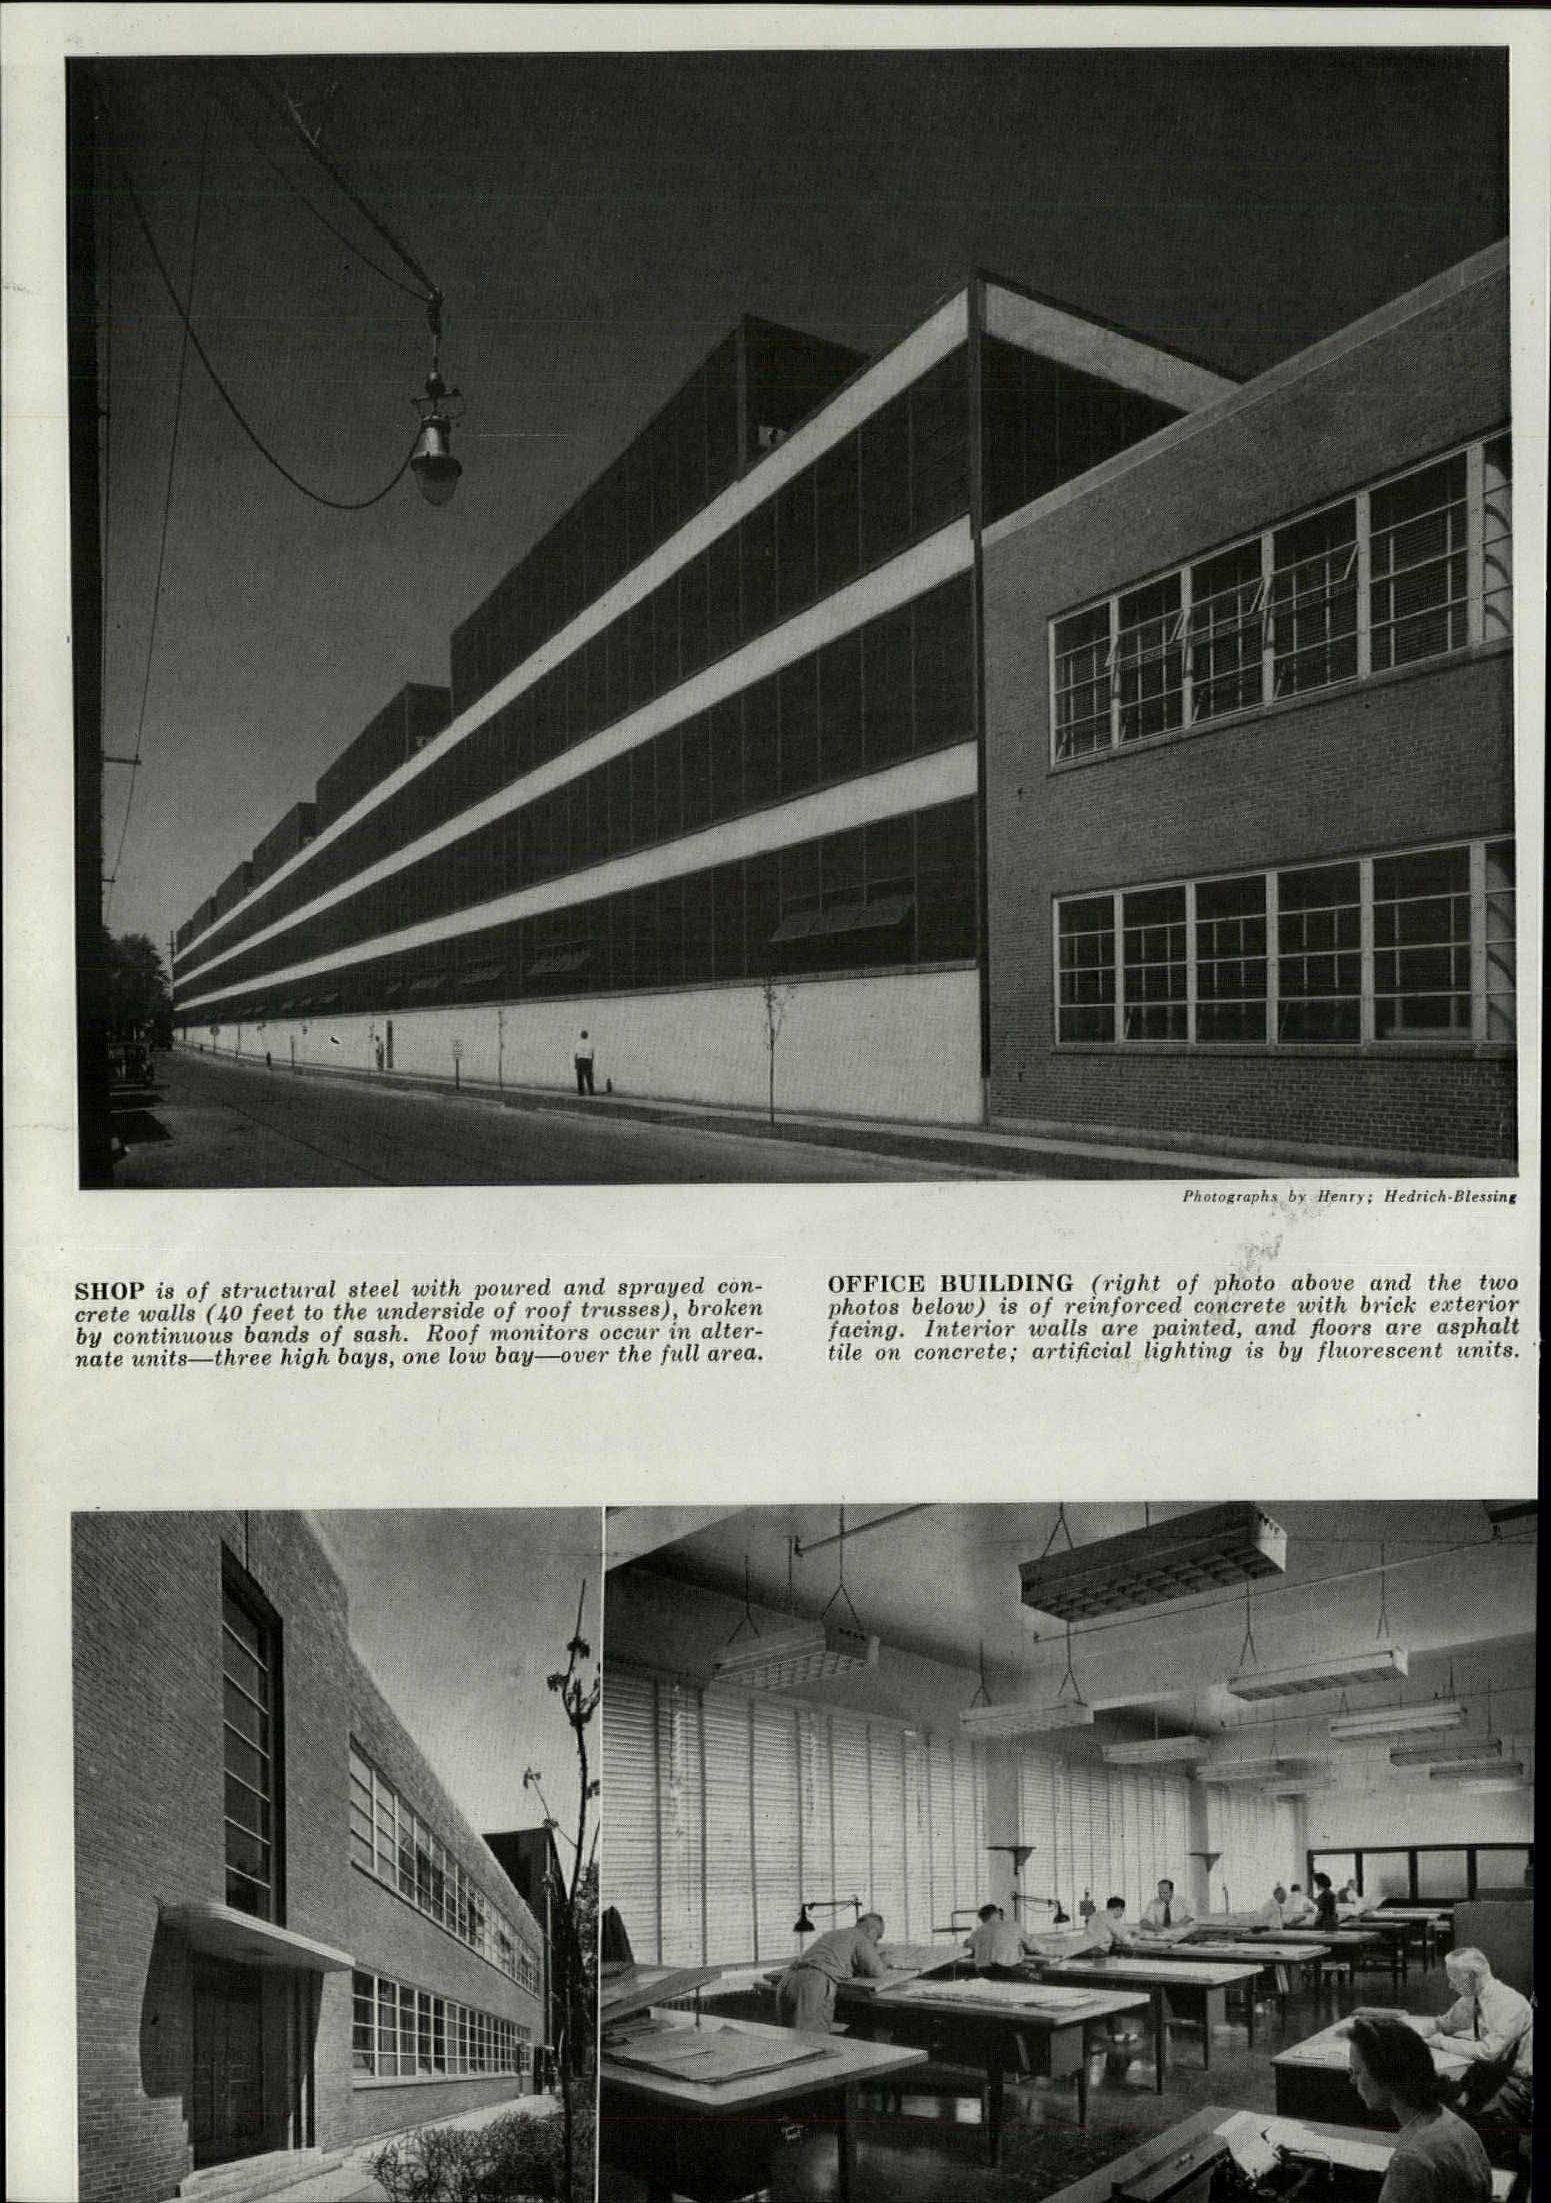 Photographs by Henry; Hedrich-Blessing
SHOP is of structural steel with poured and sprayed con-
crete walls (40 feet to the underside of roof trusses), broken
by continuous bands of sash. Roof monitors occur in alter-
nate units—three high bays, one low bay—over the full area.
OFFICE BUILDING (right of photo above and the two
photos below) is of reinforced concrete with brick exterior
facing. Interior walls are painted, and floors are asphalt
tile on concrete; artificial lighting is by fluorescent units.